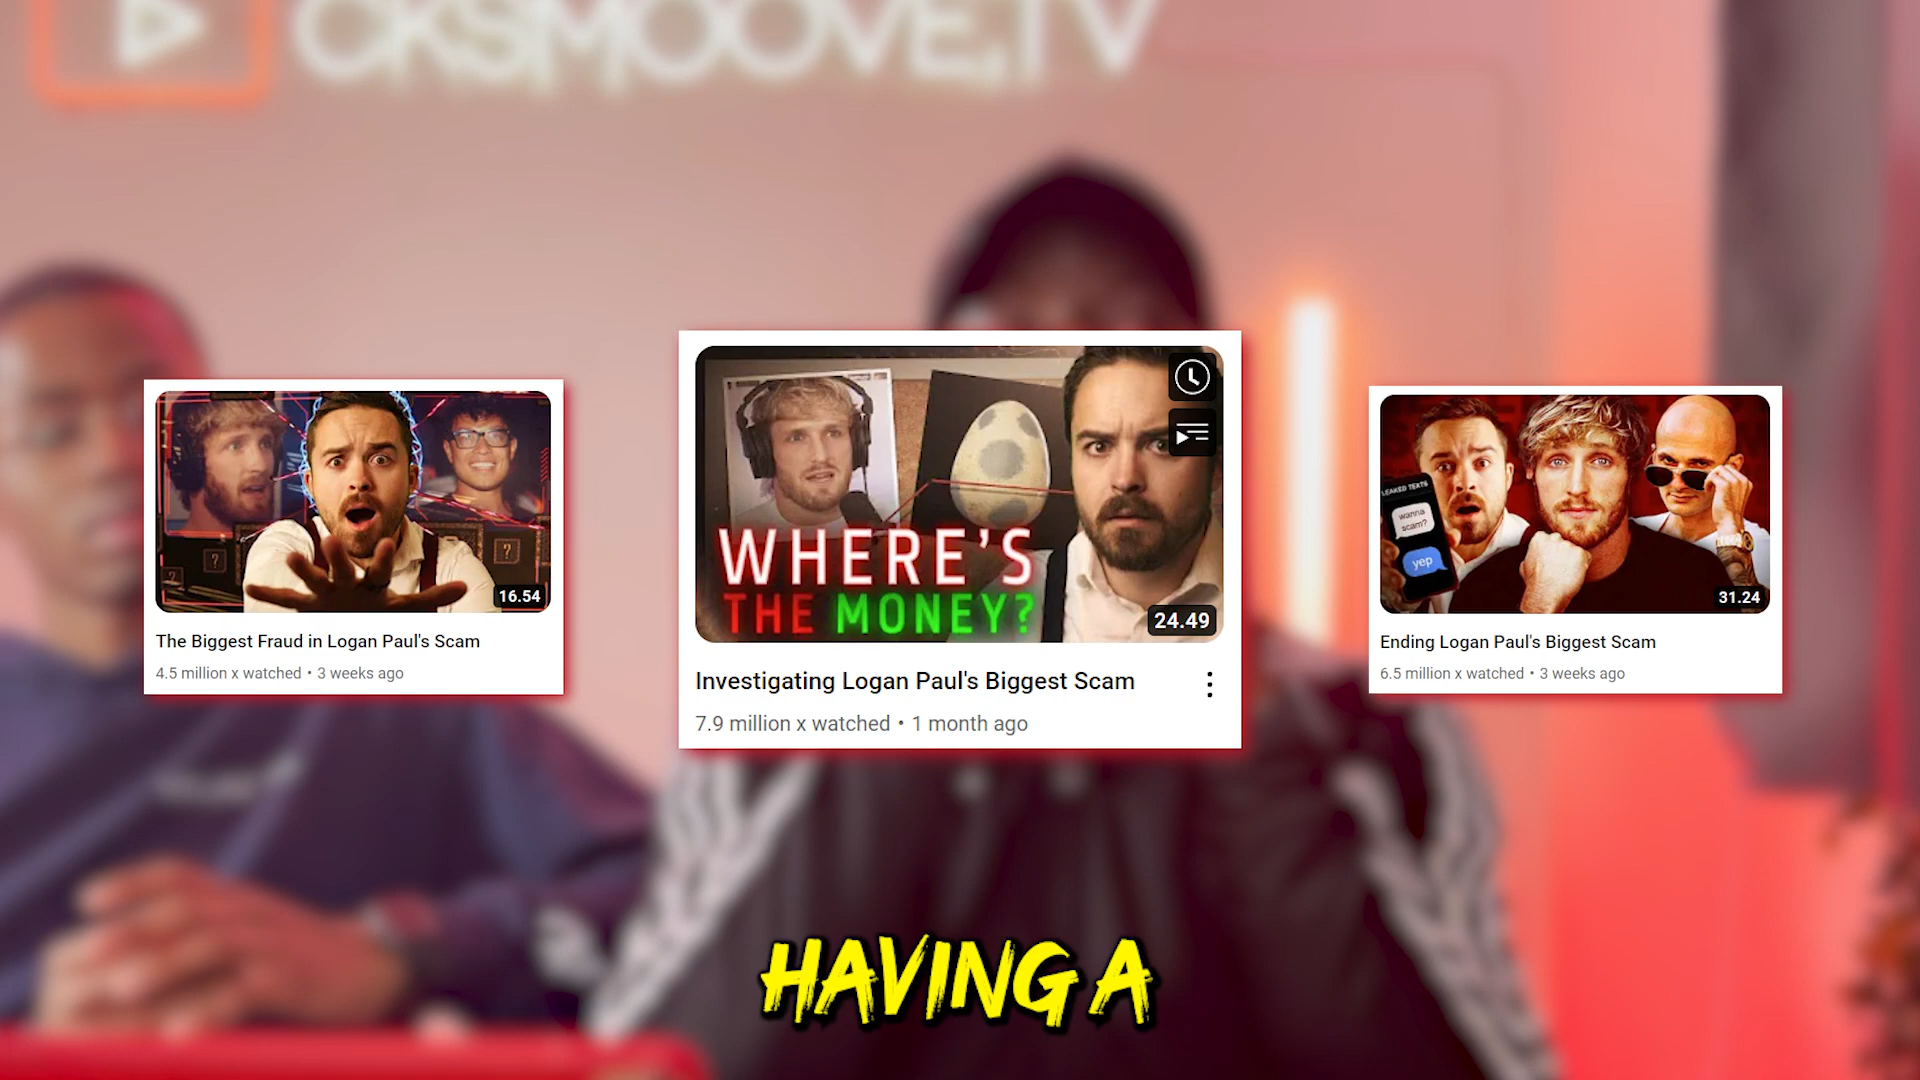 CKSMOOVE.TV
16.54
The Biggest Fraud in Logan Paul's Scam
4.5 million x watched • 3 weeks ago
WHERE'S
THE MONEY?
24.49
Investigating Logan Paul's Biggest Scam
7.9 million x watched • 1 month ago
LEAKED TEXTS
wanna
scam?
yep
31.24
Ending Logan Paul's Biggest Scam
6.5 million x watched • 3 weeks ago
HAVING A